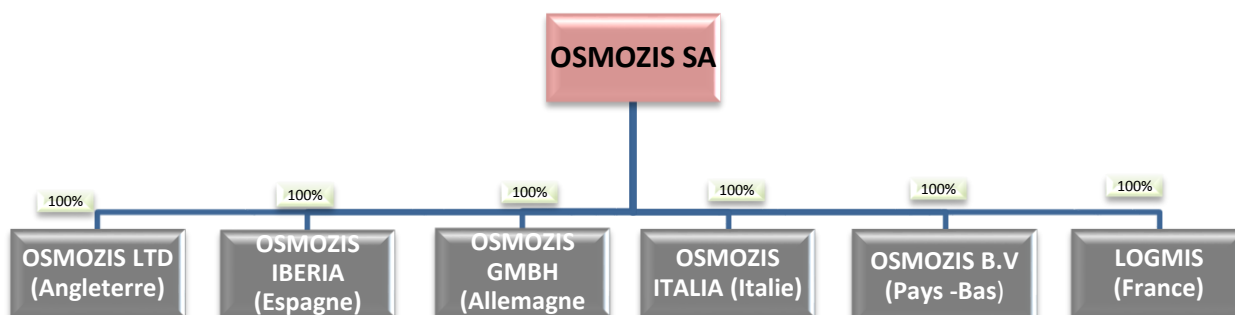 OSMOZIS SA
100%
100%
100%
100%
100%
100%
OSMOZIS LTD
(Angleterre)
OSMOZIS
IBERIA
(Espagne)
OSMOZIS
GMBH
(Allemagne
OSMOZIS
ITALIA (Italie)
OSMOZIS B.V
(Pays -Bas)
LOGMIS
(France)